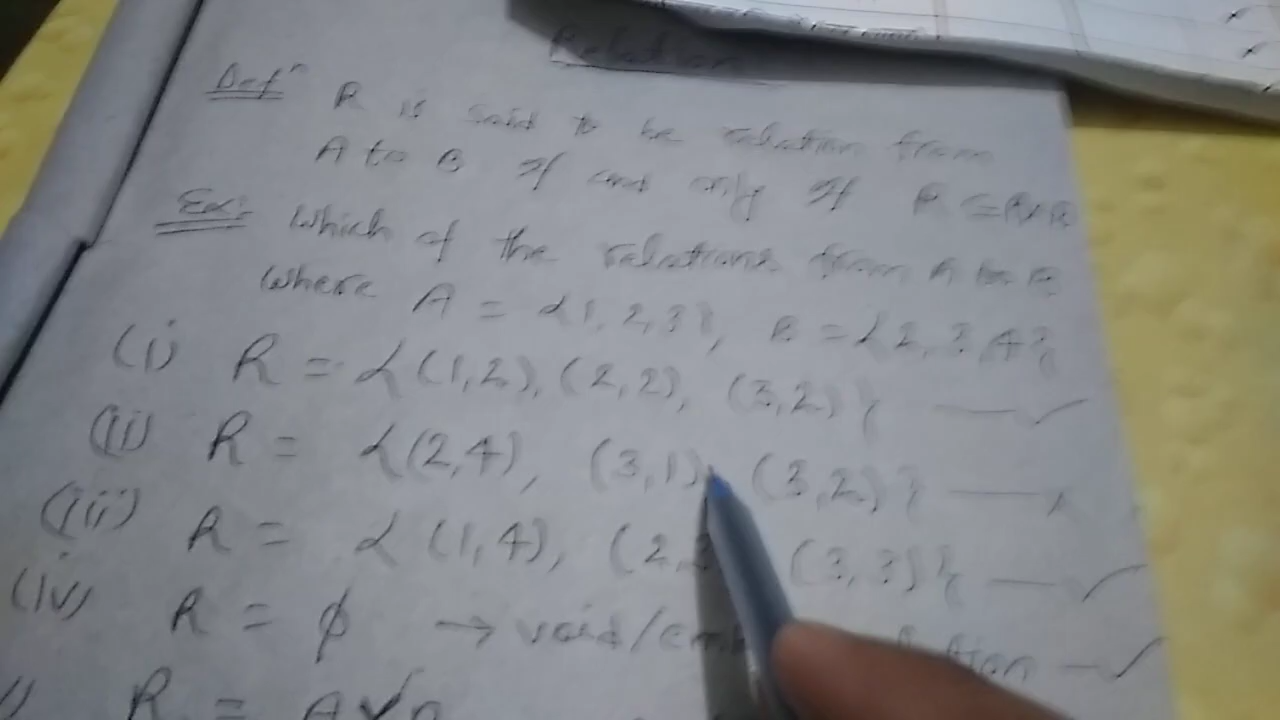 Relation
Defⁿ R is said to be relation from
A to B if and only if R ⊆ A×B
Ex: Which of the relations from A to B
where A = {1,2,3}, B = {2,3,4}
(i) R = {(1,2), (2,2), (3,2)} — ✓
(ii) R = {(2,4), (3,1), (3,2)} — ×
(iii) R = {(1,4), (2, (3,3)} — ✓
(iv) R = ϕ → void/ — ✓
R = A×B